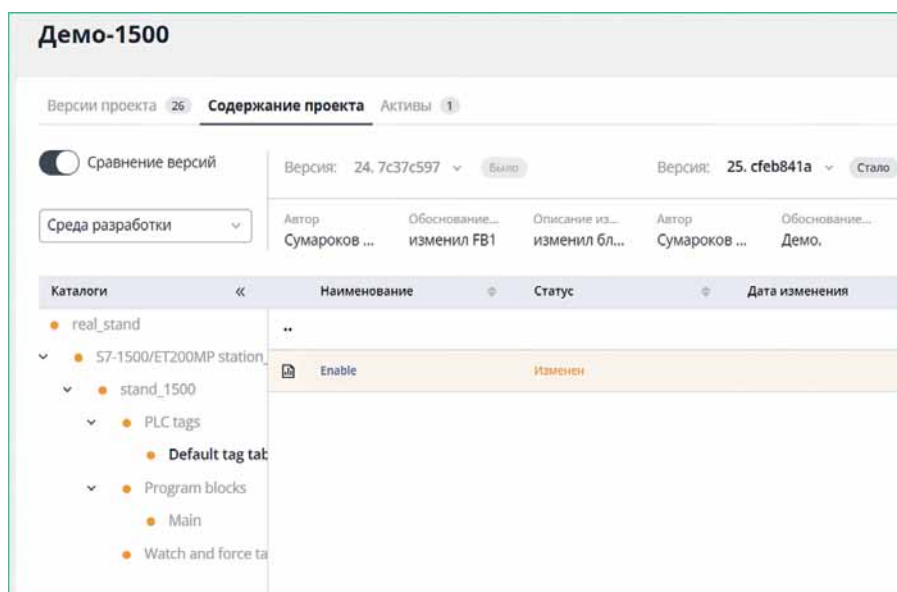 Демо-1500
Версии проекта 26 Содержание проекта Активы 1
Сравнение версий
Версия: 24. 7c37c597 Было Версия: 25. cfeb841a Стало
Среда разработки
Автор Обоснование... Описание из... Автор Обоснование...
Сумароков ... изменил FB1 изменил бл... Сумароков ... Демо.
Каталоги « Наименование Статус Дата изменения
real_stand ..
S7-1500/ET200MP station_
Enable Изменен
stand_1500
PLC tags
Default tag tab
Program blocks
Main
Watch and force ta